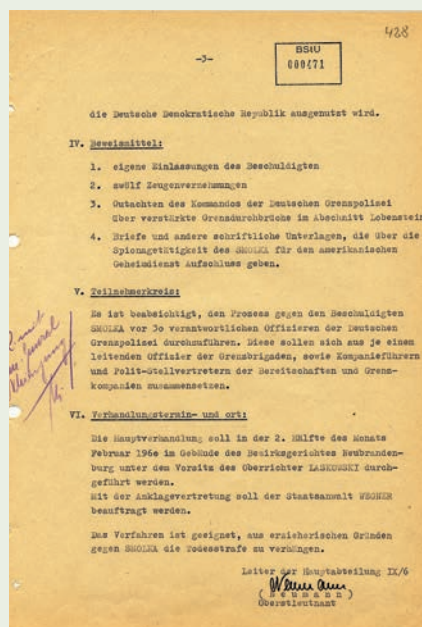 428
-3-
BStU
000471
die Deutsche Demokratische Republik ausgenutzt wird.
IV. Beweismittel:
1. eigene Einlassungen des Beschuldigten
2. zwölf Zeugenvernehmungen
3. Gutachten des Kommandos der Deutschen Grenzpolizei
über verstärkte Grenzdurchbrüche im Abschnitt Lobenstein
4. Briefe und andere schriftliche Unterlagen, die über die
Spionagetätigkeit des SMOLKA für den amerikanischen
Geheimdienst Aufschluss geben.
V. Teilnehmerkreis:
Es ist beabsichtigt, den Prozess gegen den Beschuldigten
SMOLKA vor 3o verantwortlichen Offizieren der Deutschen
Grenzpolizei durchzuführen. Diese sollen sich aus je einem
leitenden Offizier der Grenzbrigaden, sowie Kompanieführern
und Polit-Stellvertretern der Bereitschaften und Grenz-
kompanien zusammensetzen.
VI. Verhandlungstermin- und ort:
Die Hauptverhandlung soll in der 2. Hälfte des Monats
Februar 196o im Gebäude des Bezirksgerichtes Neubranden-
burg unter dem Vorsitz des Oberrichter LASKOWSKI durch-
geführt werden.
Mit der Anklagevertretung soll der Staatsanwalt WEGNER
beauftragt werden.
Das Verfahren ist geeignet, aus erzieherischen Gründen
gegen SMOLKA die Todesstrafe zu verhängen.
Leiter der Hauptabteilung IX/6
(Neumann)
Oberstleutnant